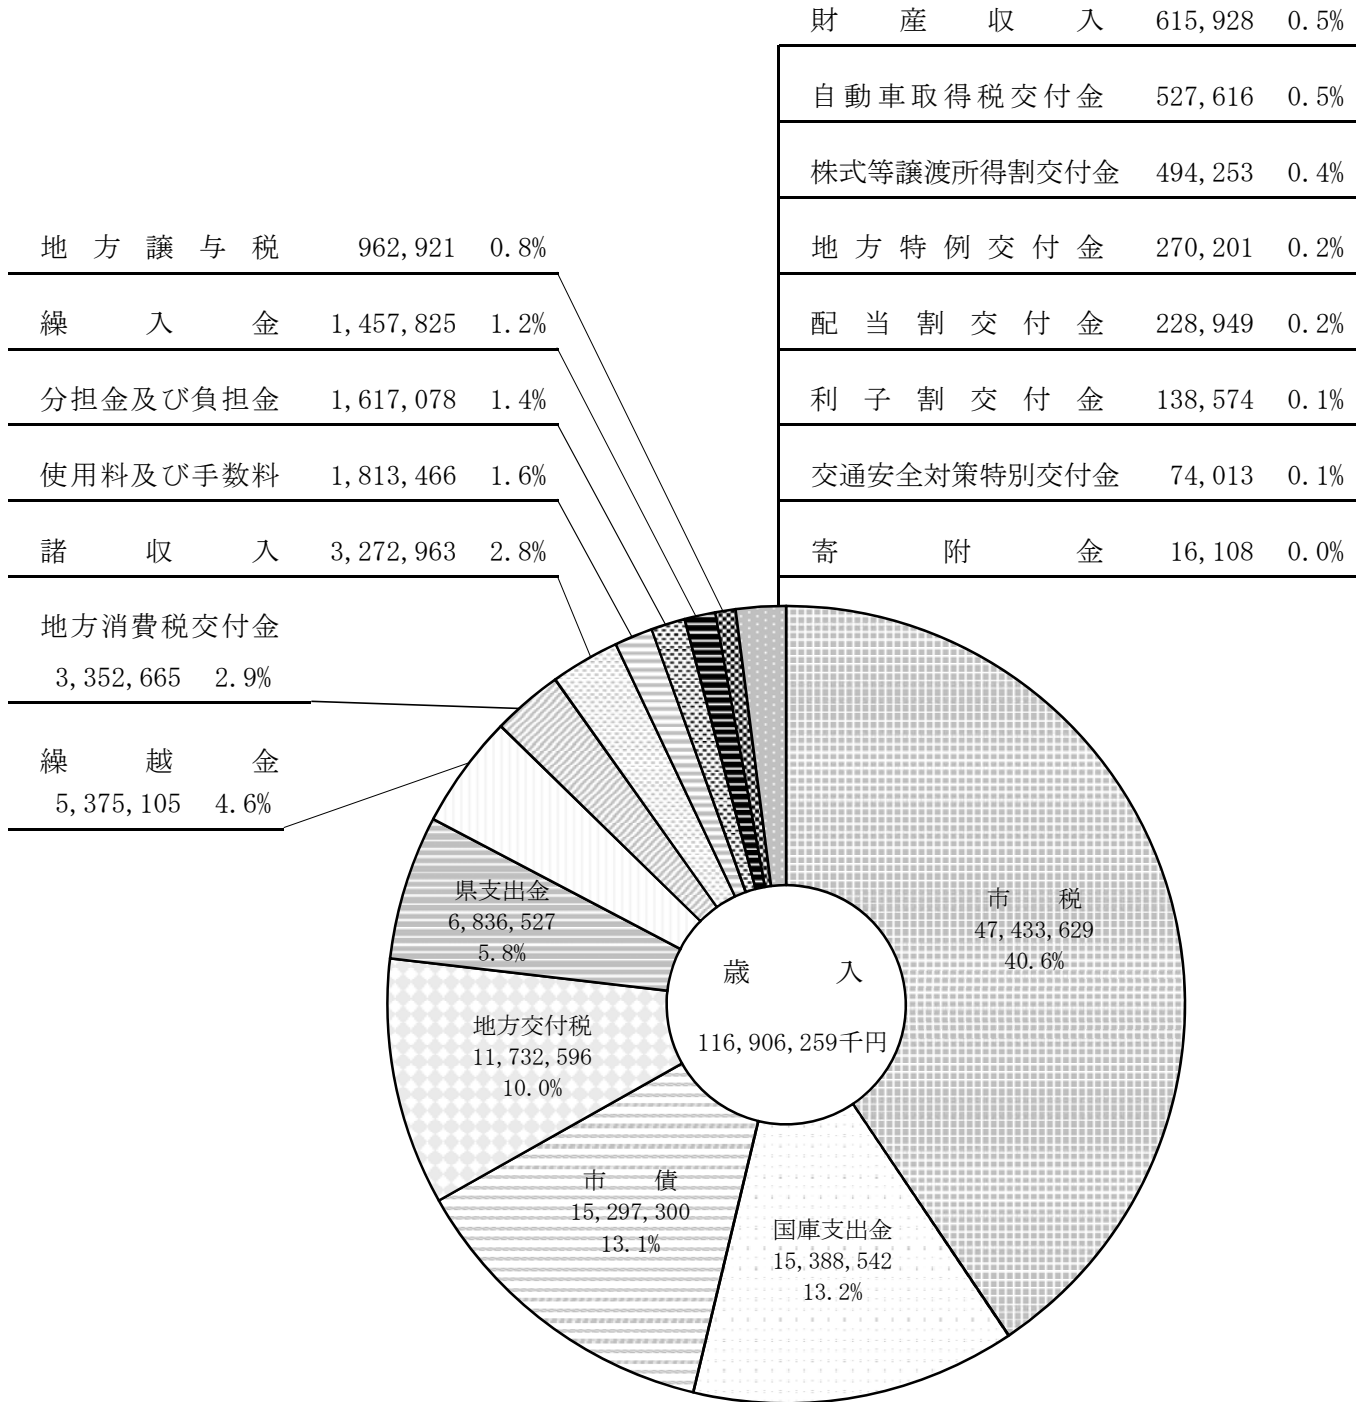 財産収入 615,928 0.5%
自動車取得税交付金 527,616 0.5%
株式等譲渡所得割交付金 494,253 0.4%
地方特例交付金 270,201 0.2%
配当割交付金 228,949 0.2%
利子割交付金 138,574 0.1%
交通安全対策特別交付金 74,013 0.1%
寄附金 16,108 0.0%
地方譲与税 962,921 0.8%
繰入金 1,457,825 1.2%
分担金及び負担金 1,617,078 1.4%
使用料及び手数料 1,813,466 1.6%
諸収入 3,272,963 2.8%
地方消費税交付金
3,352,665 2.9%
繰越金
5,375,105 4.6%
県支出金
6,836,527
5.8%
地方交付税
11,732,596
10.0%
市債
15,297,300
13.1%
国庫支出金
15,388,542
13.2%
市税
47,433,629
40.6%
歳入
116,906,259千円